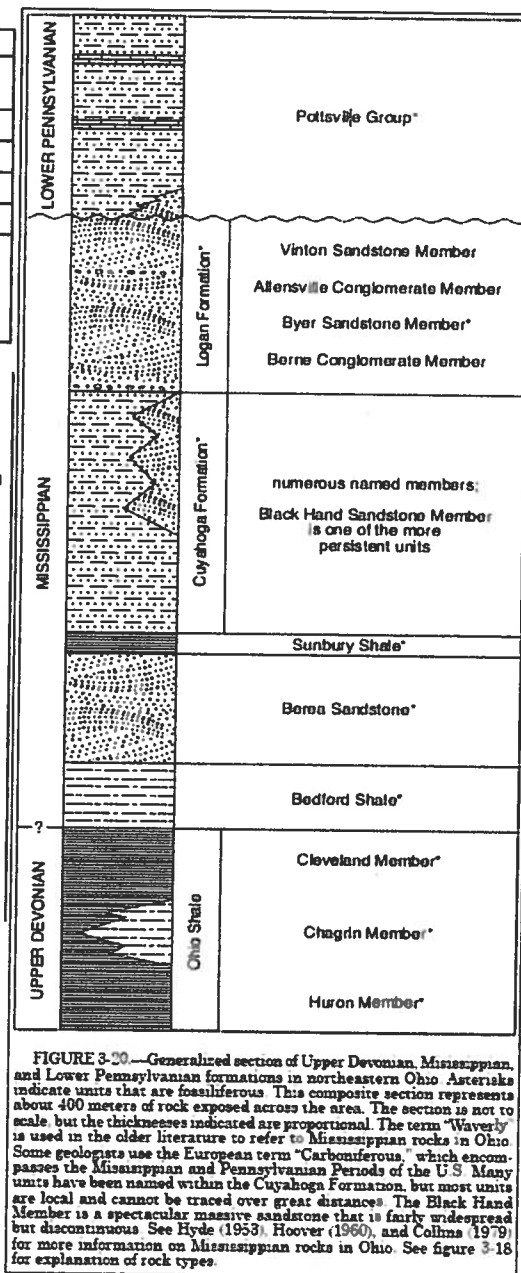 LOWER PENNSYLVANIAN
Pottsville Group*
MISSISSIPPIAN
Logan Formation*
Vinton Sandstone Member
Allensville Conglomerate Member
Byer Sandstone Member*
Berne Conglomerate Member
Cuyahoga Formation*
numerous named members;
Black Hand Sandstone Member
is one of the more
persistent units
Sunbury Shale*
Berea Sandstone*
Bedford Shale*
?
UPPER DEVONIAN
Ohio Shale
Cleveland Member*
Chagrin Member*
Huron Member*
FIGURE 3-20.—Generalized section of Upper Devonian, Mississippian,
and Lower Pennsylvanian formations in northeastern Ohio. Asterisks
indicate units that are fossiliferous. This composite section represents
about 400 meters of rock exposed across the area. The section is not to
scale, but the thicknesses indicated are proportional. The term "Waverly"
is used in the older literature to refer to Mississippian rocks in Ohio.
Some geologists use the European term "Carboniferous," which encom-
passes the Mississippian and Pennsylvanian Periods of the U.S. Many
units have been named within the Cuyahoga Formation, but most units
are local and cannot be traced over great distances. The Black Hand
Member is a spectacular massive sandstone that is fairly widespread
but discontinuous. See Hyde (1953), Hoover (1960), and Collins (1979)
for more information on Mississippian rocks in Ohio. See figure 3-18
for explanation of rock types.